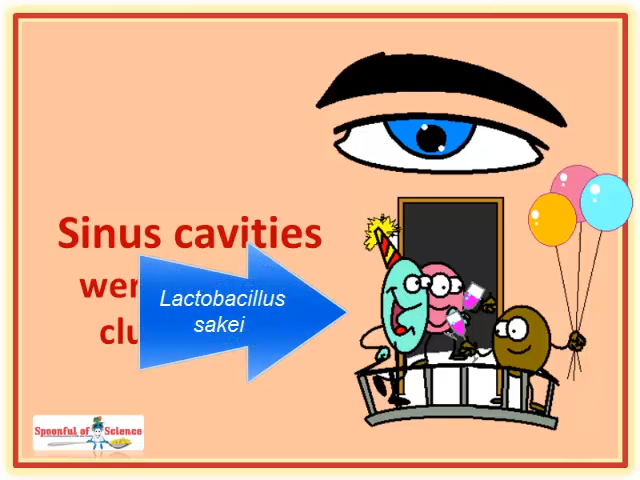 Sinus cavities
Lactobacillus
sakei
Spoonful of Science